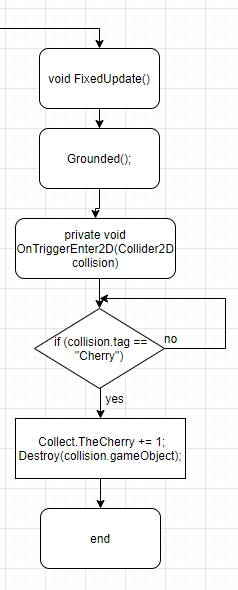 void FixedUpdate()
Grounded();
private void
OnTriggerEnter2D(Collider2D
collision)
if (collision.tag ==
"Cherry")
no
yes
Collect.TheCherry += 1;
Destroy(collision.gameObject);
end